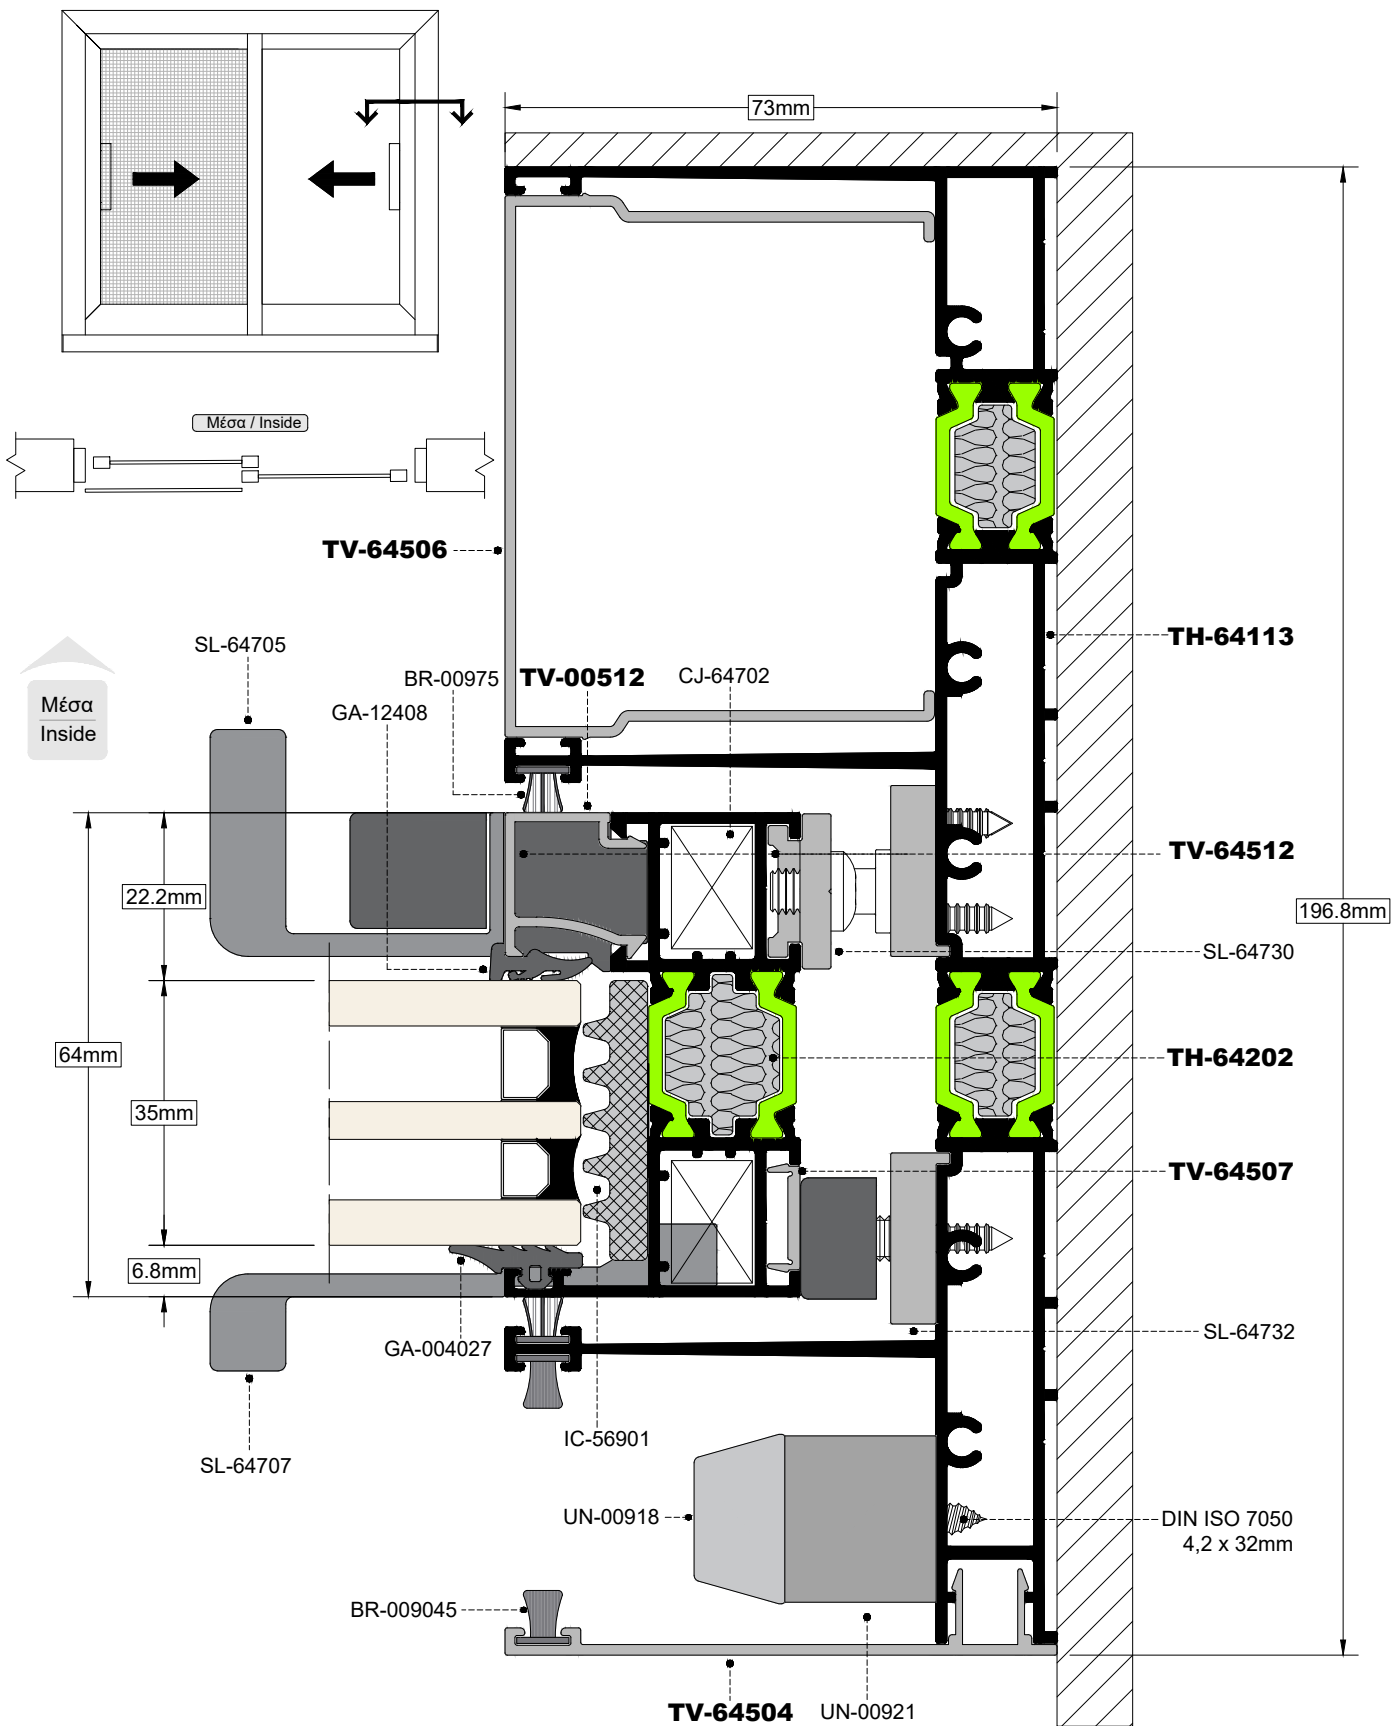 73mm
Μέσα / Inside
TV-64506
TH-64113
SL-64705
BR-00975
TV-00512
CJ-64702
GA-12408
Μέσα
Inside
TV-64512
22.2mm
196.8mm
SL-64730
64mm
TH-64202
35mm
TV-64507
6.8mm
SL-64732
GA-004027
IC-56901
SL-64707
UN-00918
DIN ISO 7050
4,2 x 32mm
BR-009045
TV-64504
UN-00921